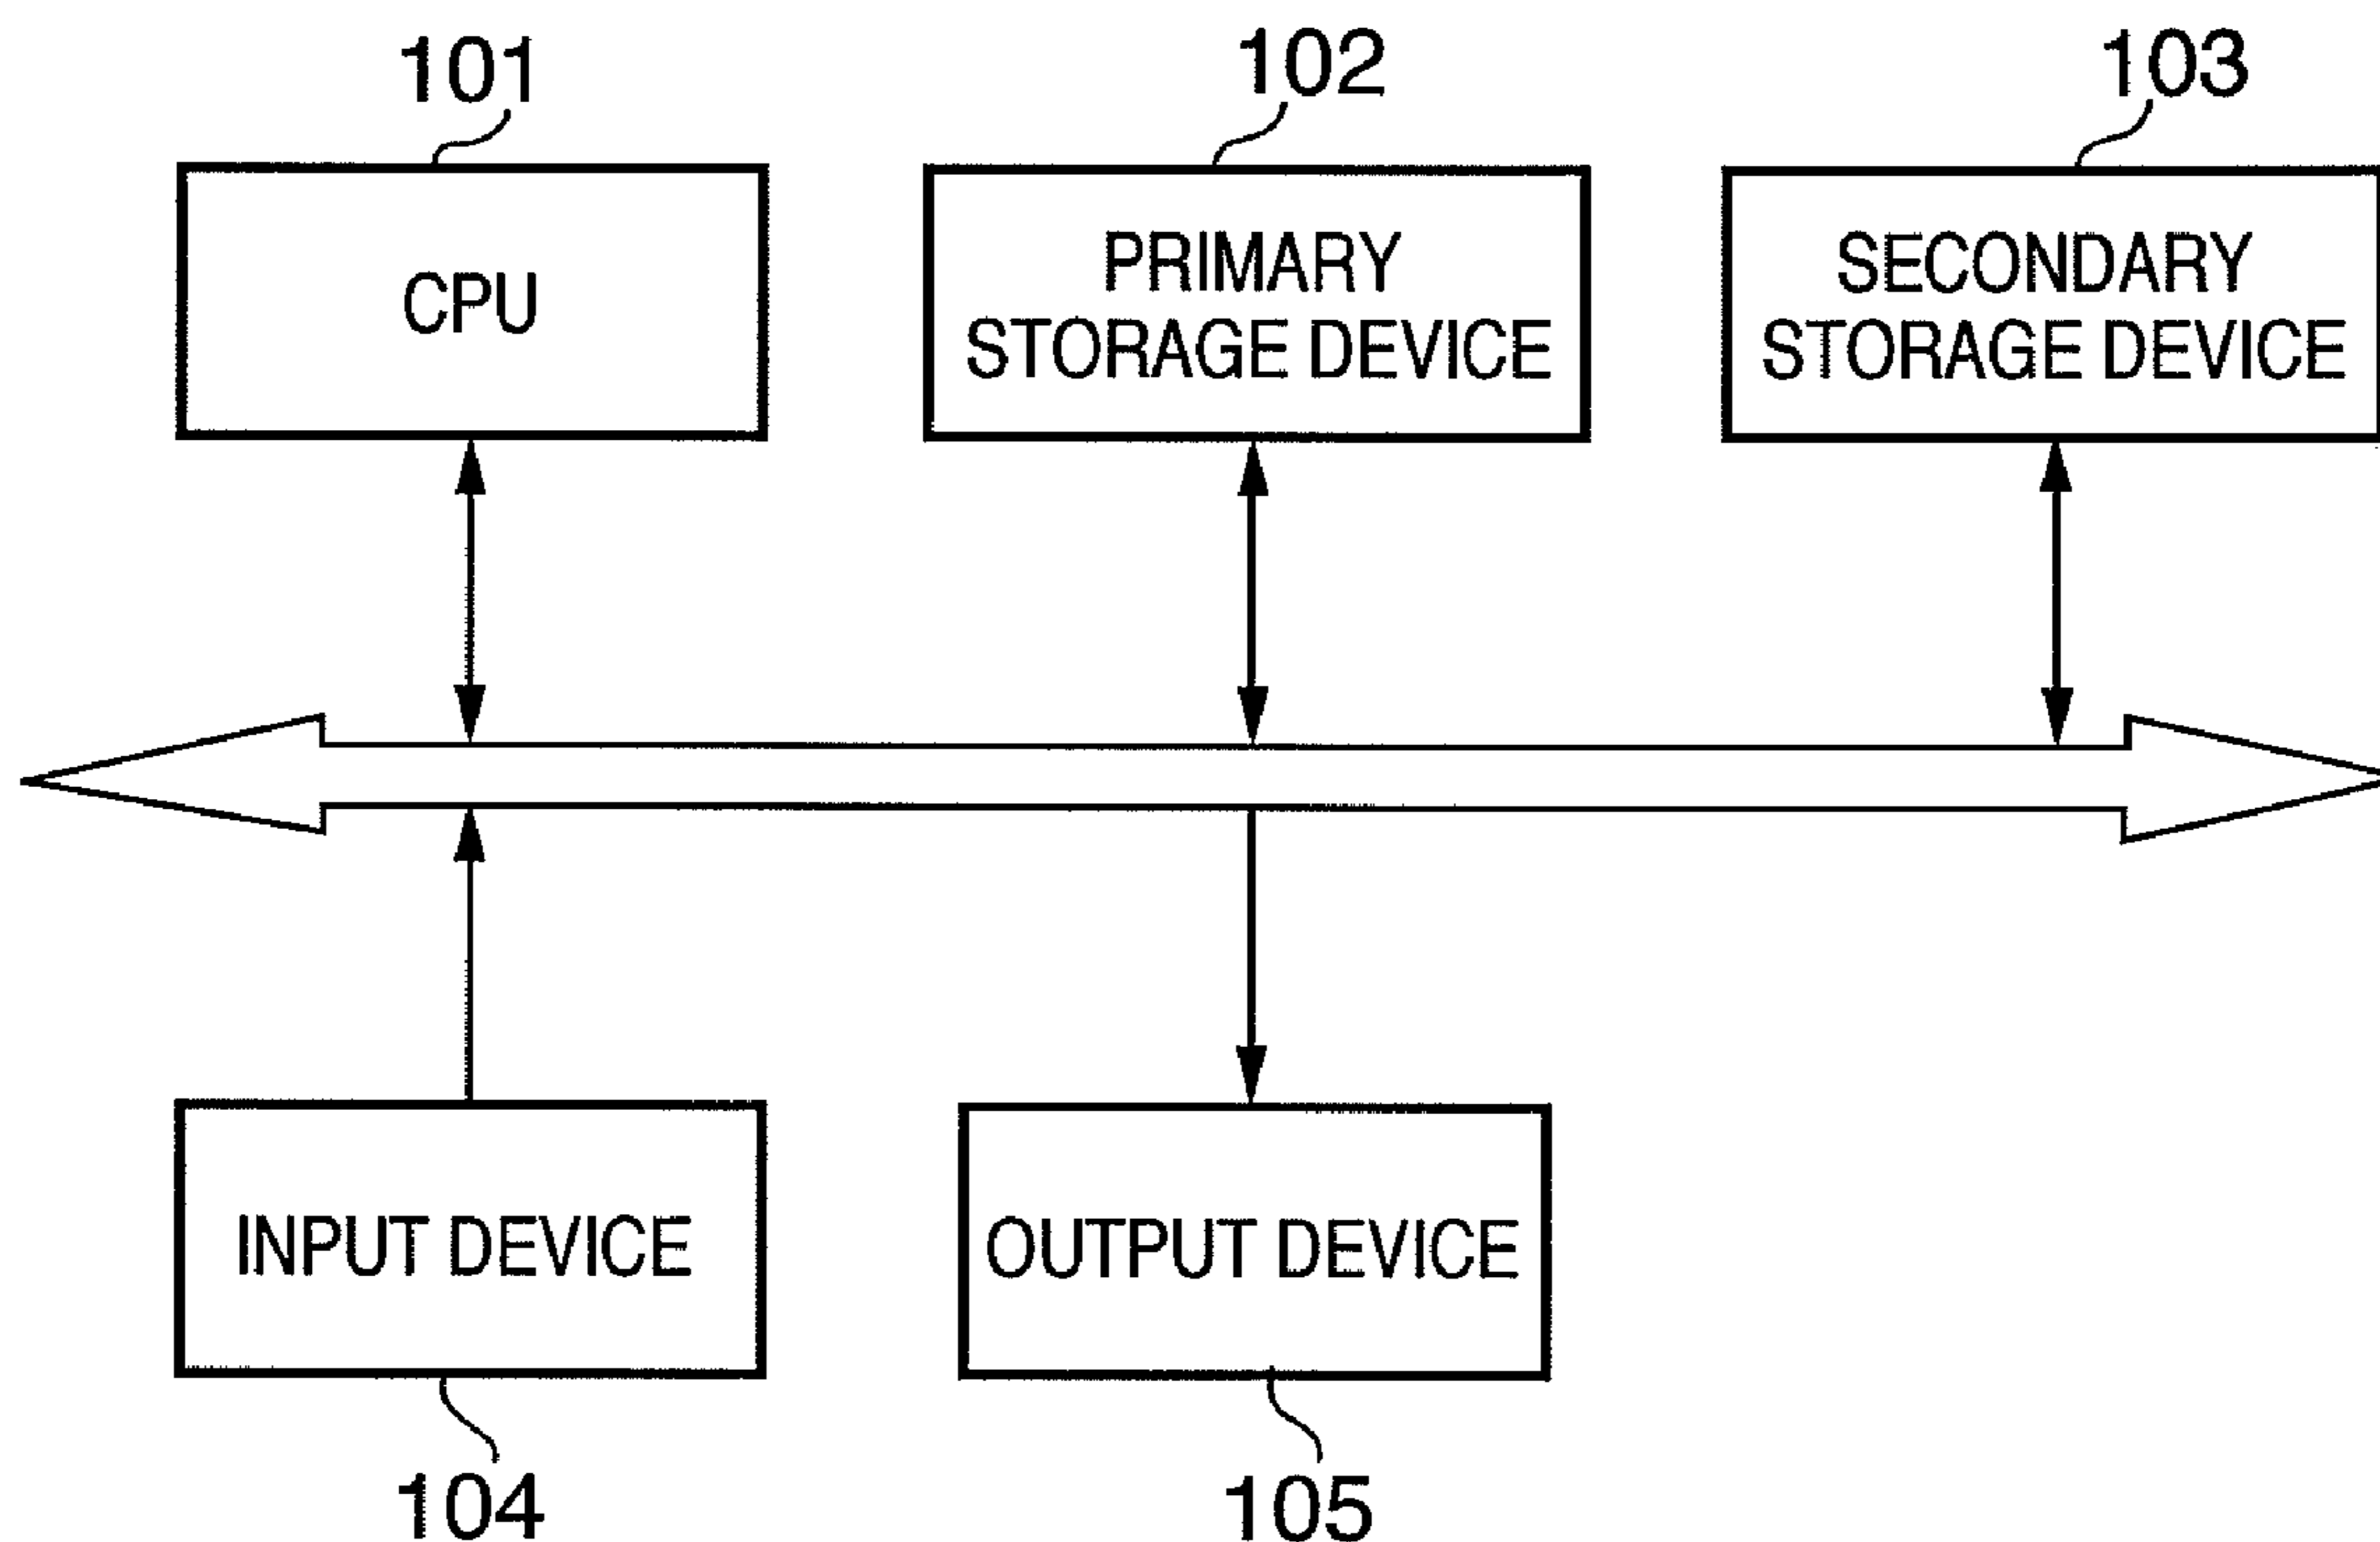 101
102
103
CPU
PRIMARY
STORAGE DEVICE
SECONDARY
STORAGE DEVICE
INPUT DEVICE
OUTPUT DEVICE
104
105